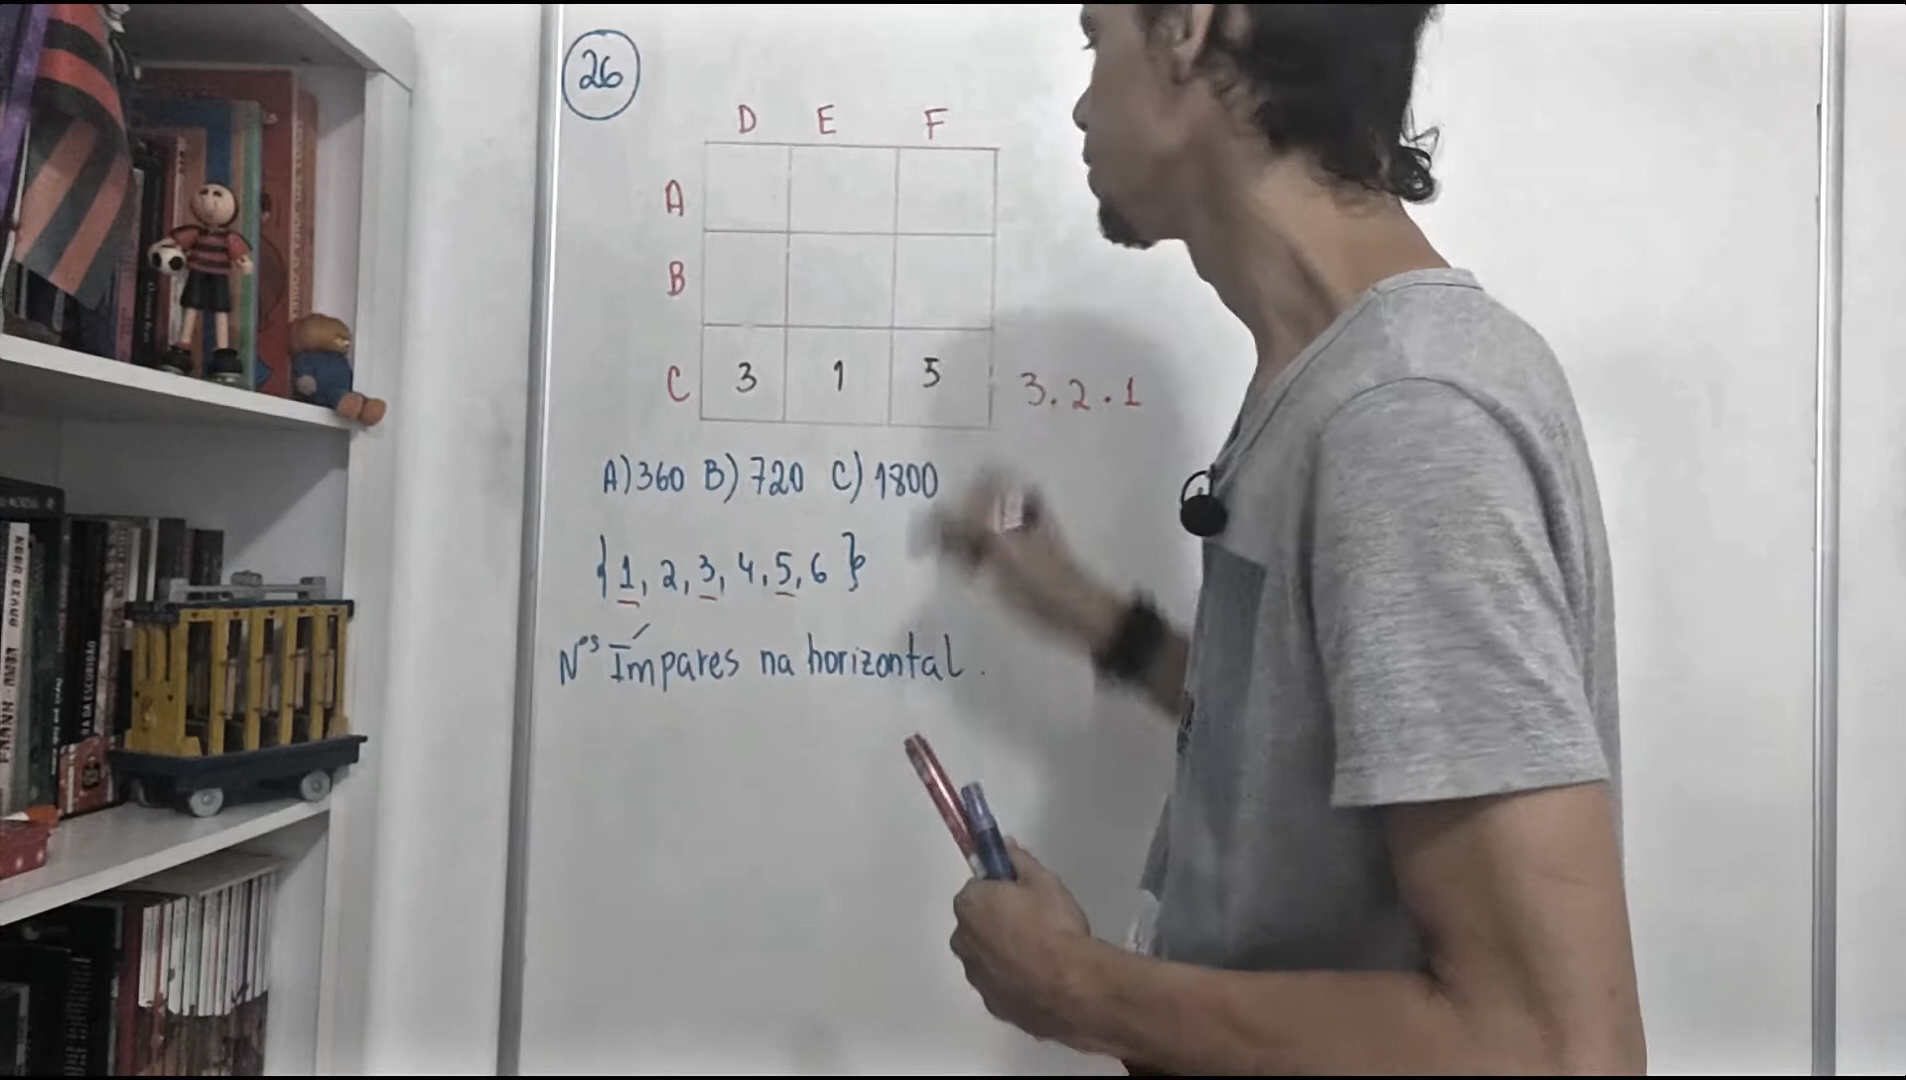 26
D E F
A
B
C 3 1 5 3.2.1
A) 360 B) 720 C) 1800
{1, 2, 3, 4, 5, 6}
Nºs Ímpares na horizontal.